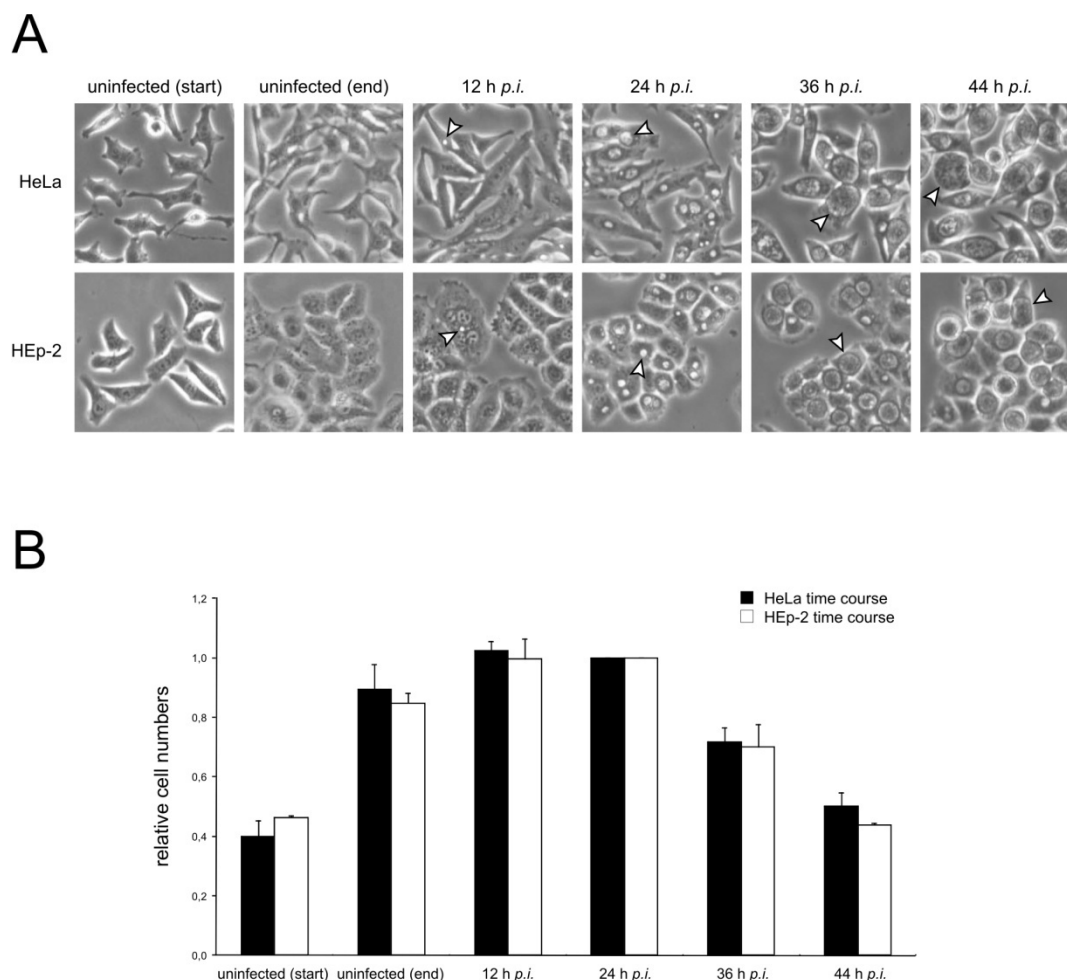 A
uninfected (start) uninfected (end) 12 h p.i. 24 h p.i. 36 h p.i. 44 h p.i.
HeLa
HEp-2
B
HeLa time course
HEp-2 time course
relative cell numbers
1,2
1,0
0,8
0,6
0,4
0,2
0,0
uninfected (start) uninfected (end) 12 h p.i. 24 h p.i. 36 h p.i. 44 h p.i.